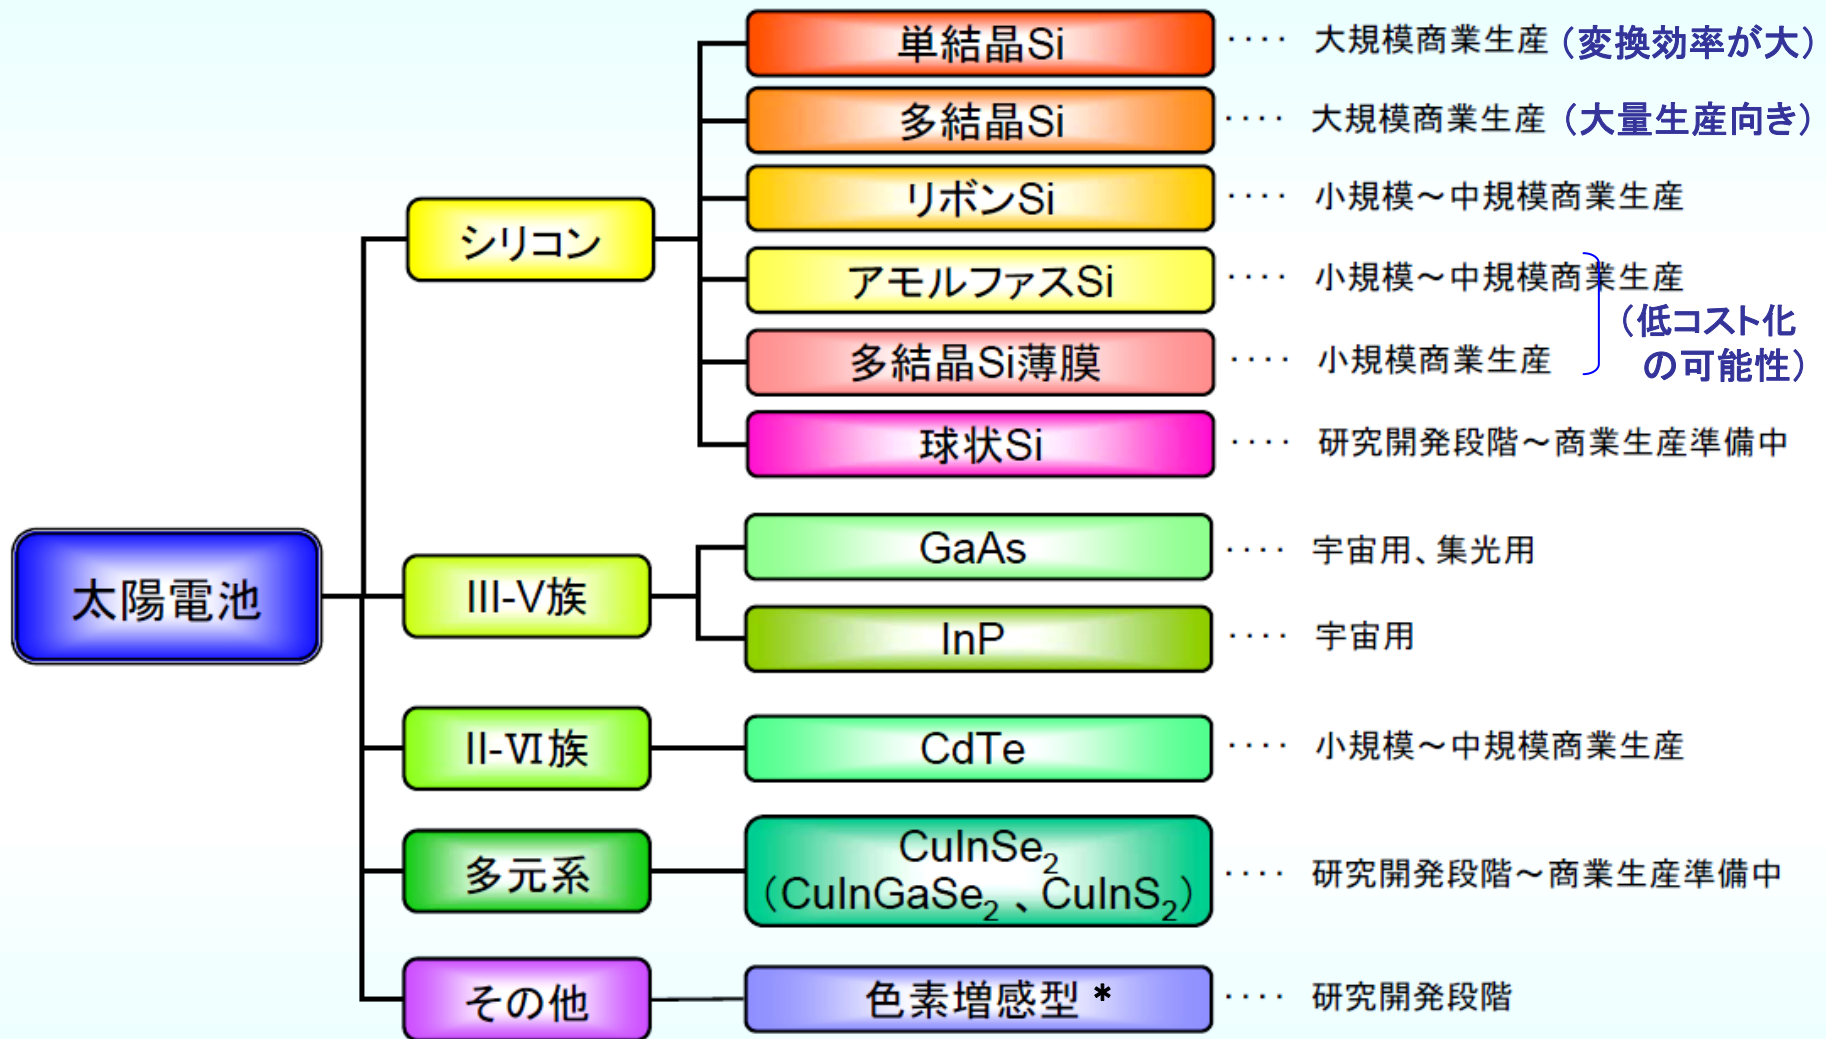 単結晶Si ････ 大規模商業生産 （変換効率が大）
多結晶Si ････ 大規模商業生産 （大量生産向き）
リボンSi ････ 小規模～中規模商業生産
シリコン
アモルファスSi ････ 小規模～中規模商業生産
（低コスト化
の可能性）
多結晶Si薄膜 ････ 小規模商業生産
球状Si ････ 研究開発段階～商業生産準備中
太陽電池
III-V族
GaAs ････ 宇宙用、集光用
InP ････ 宇宙用
II-VI族
CdTe ････ 小規模～中規模商業生産
多元系
CuInSe₂
（CuInGaSe₂、CuInS₂） ････ 研究開発段階～商業生産準備中
その他
色素増感型 * ････ 研究開発段階